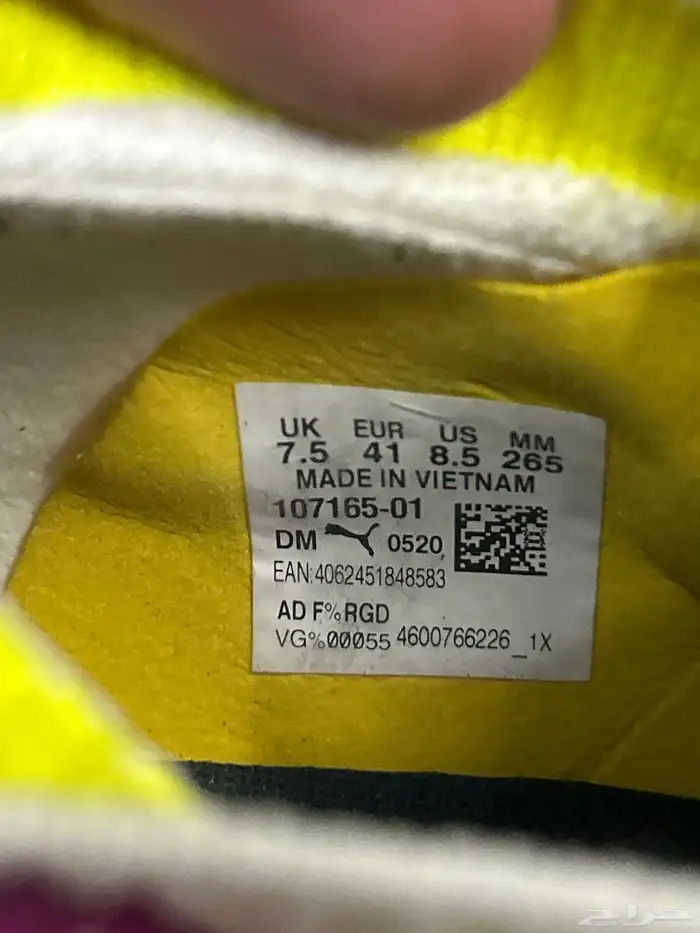 UK EUR US MM
7.5 41 8.5 265
MADE IN VIETNAM
107165-01
DM 0520
EAN:4062451848583
AD F%RGD
VG%00055 4600766226_1X
حراج